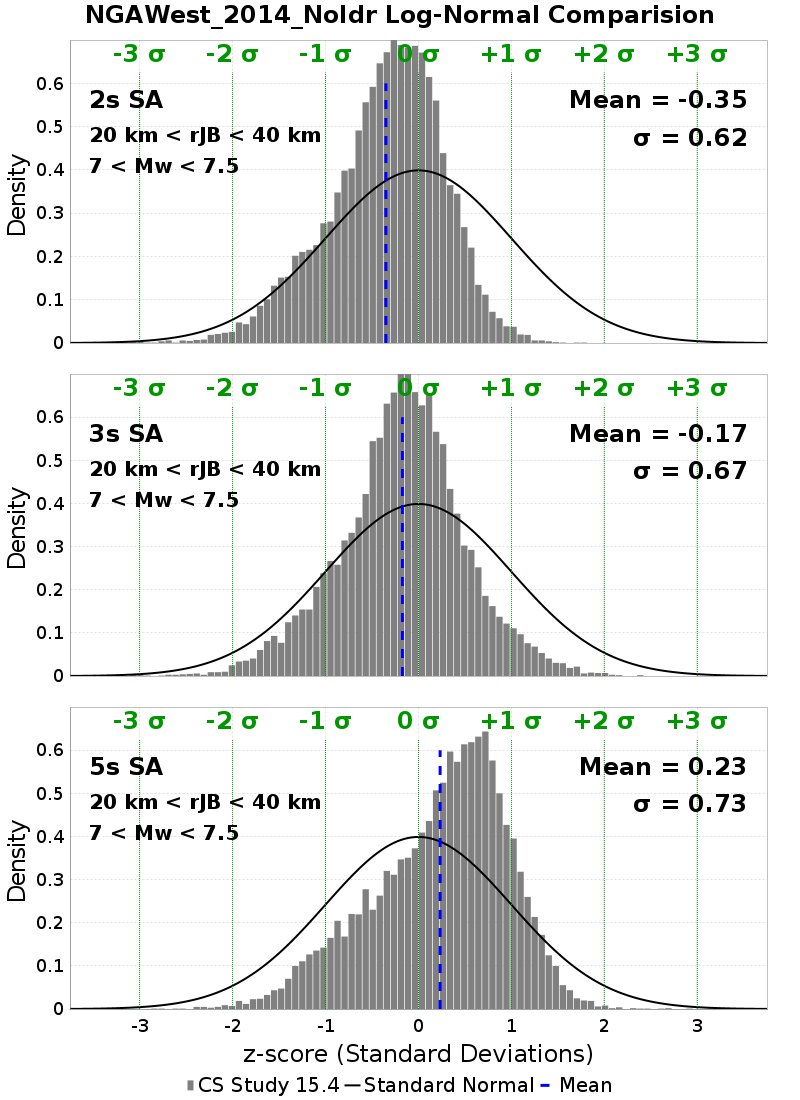 NGAWest_2014_NoIdr Log-Normal Comparision
-3 σ -2 σ -1 σ 0 σ +1 σ +2 σ +3 σ
2s SA
Mean = -0.35
20 km < rJB < 40 km
σ = 0.62
7 < Mw < 7.5
Density
0.6
0.5
0.4
0.3
0.2
0.1
0
-3 σ -2 σ -1 σ 0 σ +1 σ +2 σ +3 σ
3s SA
Mean = -0.17
20 km < rJB < 40 km
σ = 0.67
7 < Mw < 7.5
Density
0.6
0.5
0.4
0.3
0.2
0.1
0
-3 σ -2 σ -1 σ 0 σ +1 σ +2 σ +3 σ
5s SA
Mean = 0.23
20 km < rJB < 40 km
σ = 0.73
7 < Mw < 7.5
Density
0.6
0.5
0.4
0.3
0.2
0.1
0
-3 -2 -1 0 1 2 3
z-score (Standard Deviations)
CS Study 15.4 Standard Normal Mean